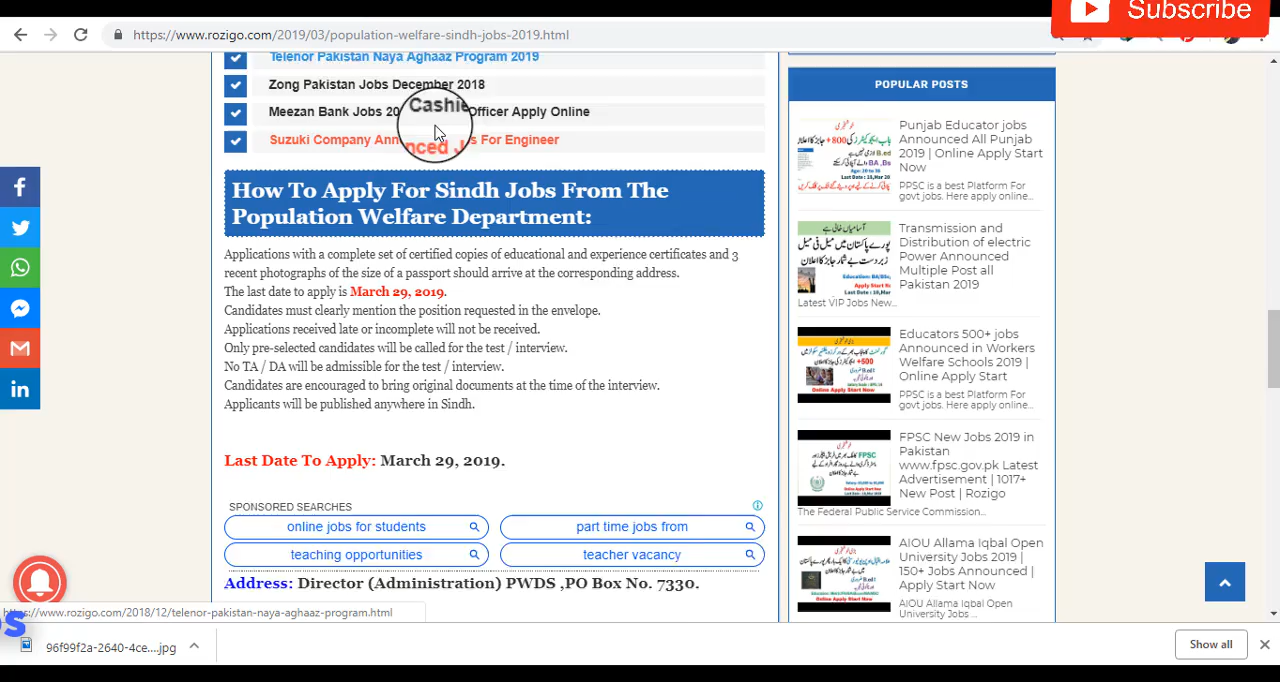 Subscribe
https://www.rozigo.com/2019/03/population-welfare-sindh-jobs-2019.html
Telenor Pakistan Naya Aghaaz Program 2019
Zong Pakistan Jobs December 2018
Meezan Bank Jobs 20 Cashie Officer Apply Online
Suzuki Company Ann nced J s For Engineer
How To Apply For Sindh Jobs From The
Population Welfare Department:
Applications with a complete set of certified copies of educational and experience certificates and 3
recent photographs of the size of a passport should arrive at the corresponding address.
The last date to apply is March 29, 2019.
Candidates must clearly mention the position requested in the envelope.
Applications received late or incomplete will not be received.
Only pre-selected candidates will be called for the test / interview.
No TA / DA will be admissible for the test / interview.
Candidates are encouraged to bring original documents at the time of the interview.
Applicants will be published anywhere in Sindh.
Last Date To Apply: March 29, 2019.
SPONSORED SEARCHES
online jobs for students
part time jobs from
teaching opportunities
teacher vacancy
Address: Director (Administration) PWDS ,PO Box No. 7330.
POPULAR POSTS
Punjab Educator jobs
Announced All Punjab
2019 | Online Apply Start
Now
PPSC is a best Platform For
govt jobs. Here apply online...
Transmission and
Distribution of electric
Power Announced
Multiple Post all
Pakistan 2019
Latest VIP Jobs New...
Educators 500+ jobs
Announced in Workers
Welfare Schools 2019 |
Online Apply Start
PPSC is a best Platform For
govt jobs. Here apply online...
FPSC New Jobs 2019 in
Pakistan
www.fpsc.gov.pk Latest
Advertisement | 1017+
New Post | Rozigo
The Federal Public Service Commission...
AIOU Allama Iqbal Open
University Jobs 2019 |
150+ Jobs Announced |
Apply Start Now
AIOU Allama Iqbal Open
University Jobs ...
https://www.rozigo.com/2018/12/telenor-pakistan-naya-aghaaz-program.html
96f99f2a-2640-4ce....jpg
Show all